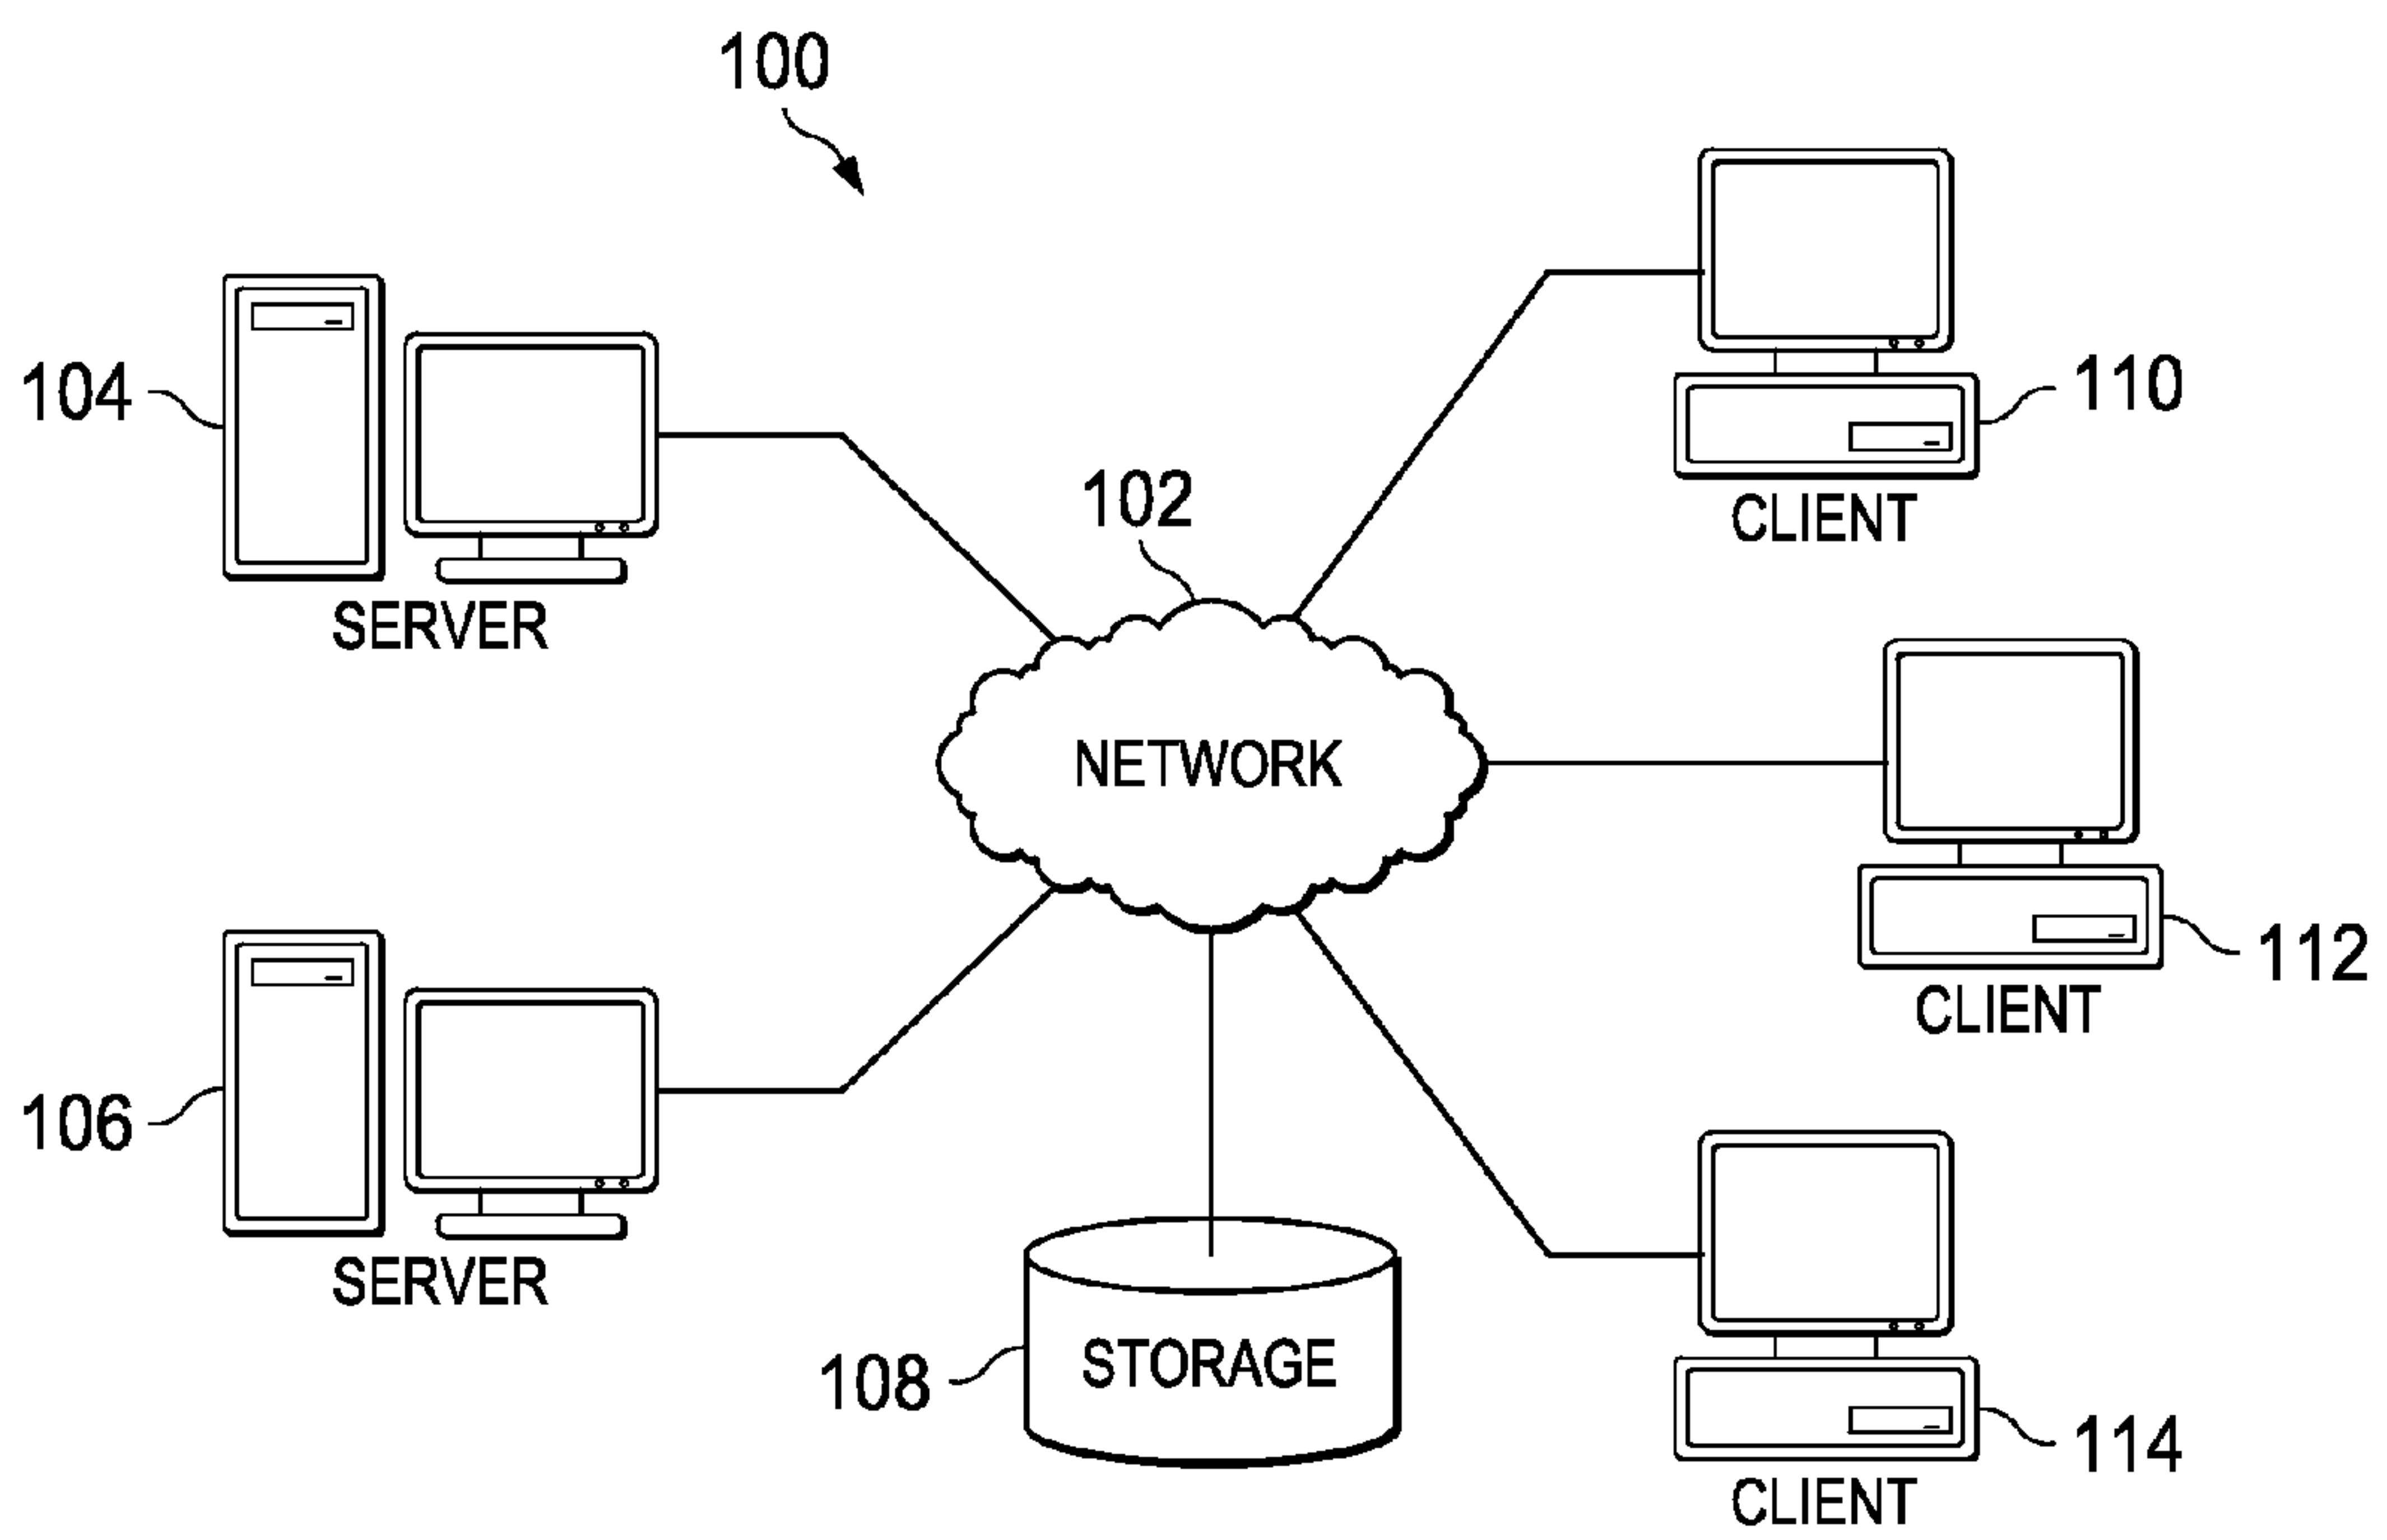 100
104
SERVER
110
CLIENT
102
NETWORK
112
CLIENT
106
SERVER
108
STORAGE
114
CLIENT